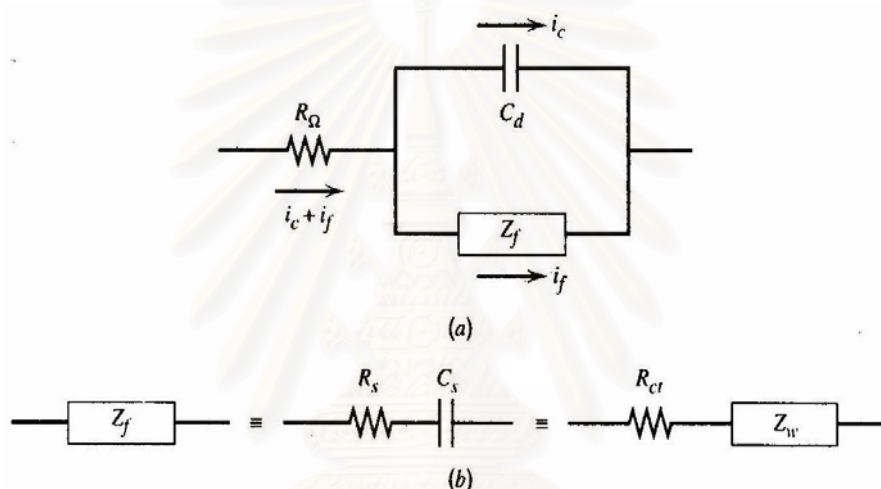 i_c
C_d
R_Ω
i_c + i_f
Z_f
i_f
(a)
Z_f ≡ R_s C_s ≡ R_ct Z_w
(b)